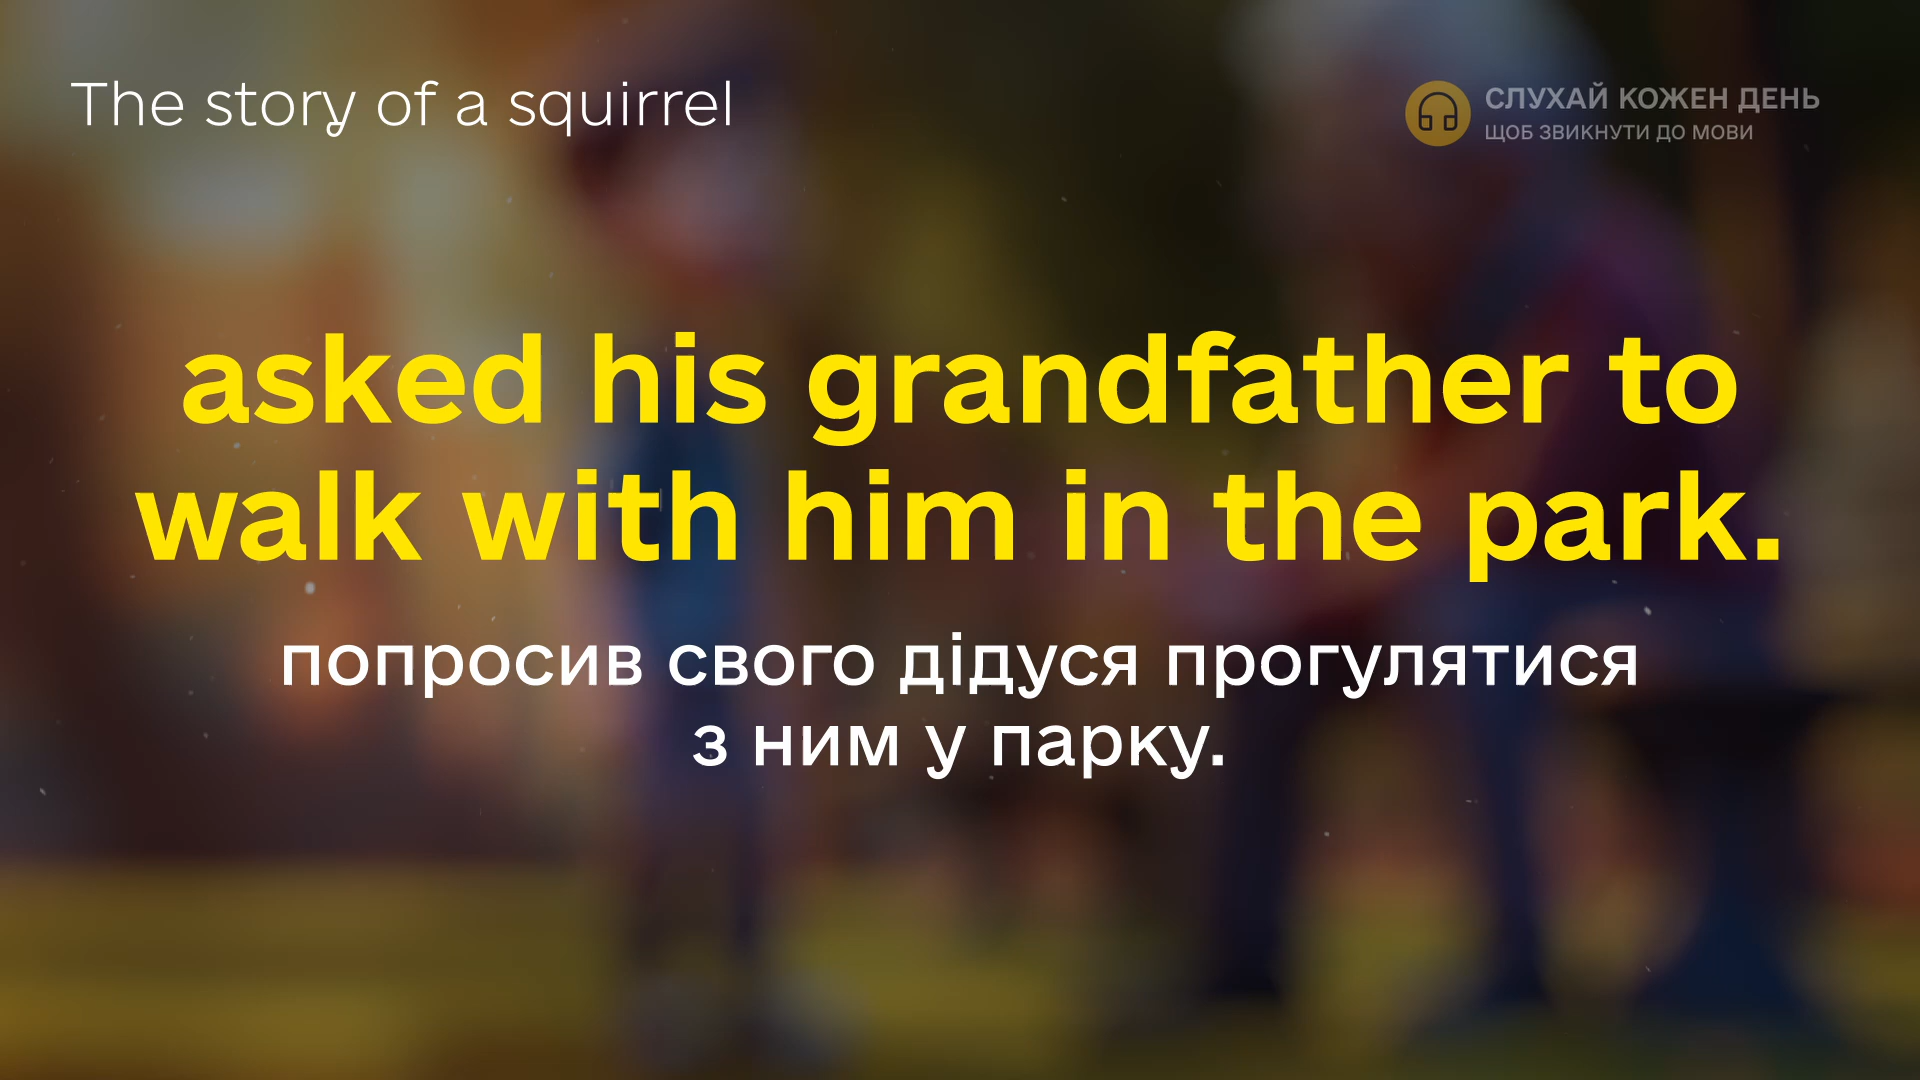 The story of a squirrel
СЛУХАЙ КОЖЕН ДЕНЬ
ЩОБ ЗВИКНУТИ ДО МОВИ
asked his grandfather to
walk with him in the park.
попросив свого дідуся прогулятися
з ним у парку.